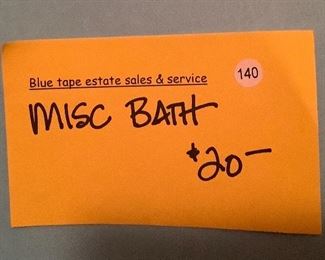 Blue tape estate sales & service 140
MISC BATH
$20—